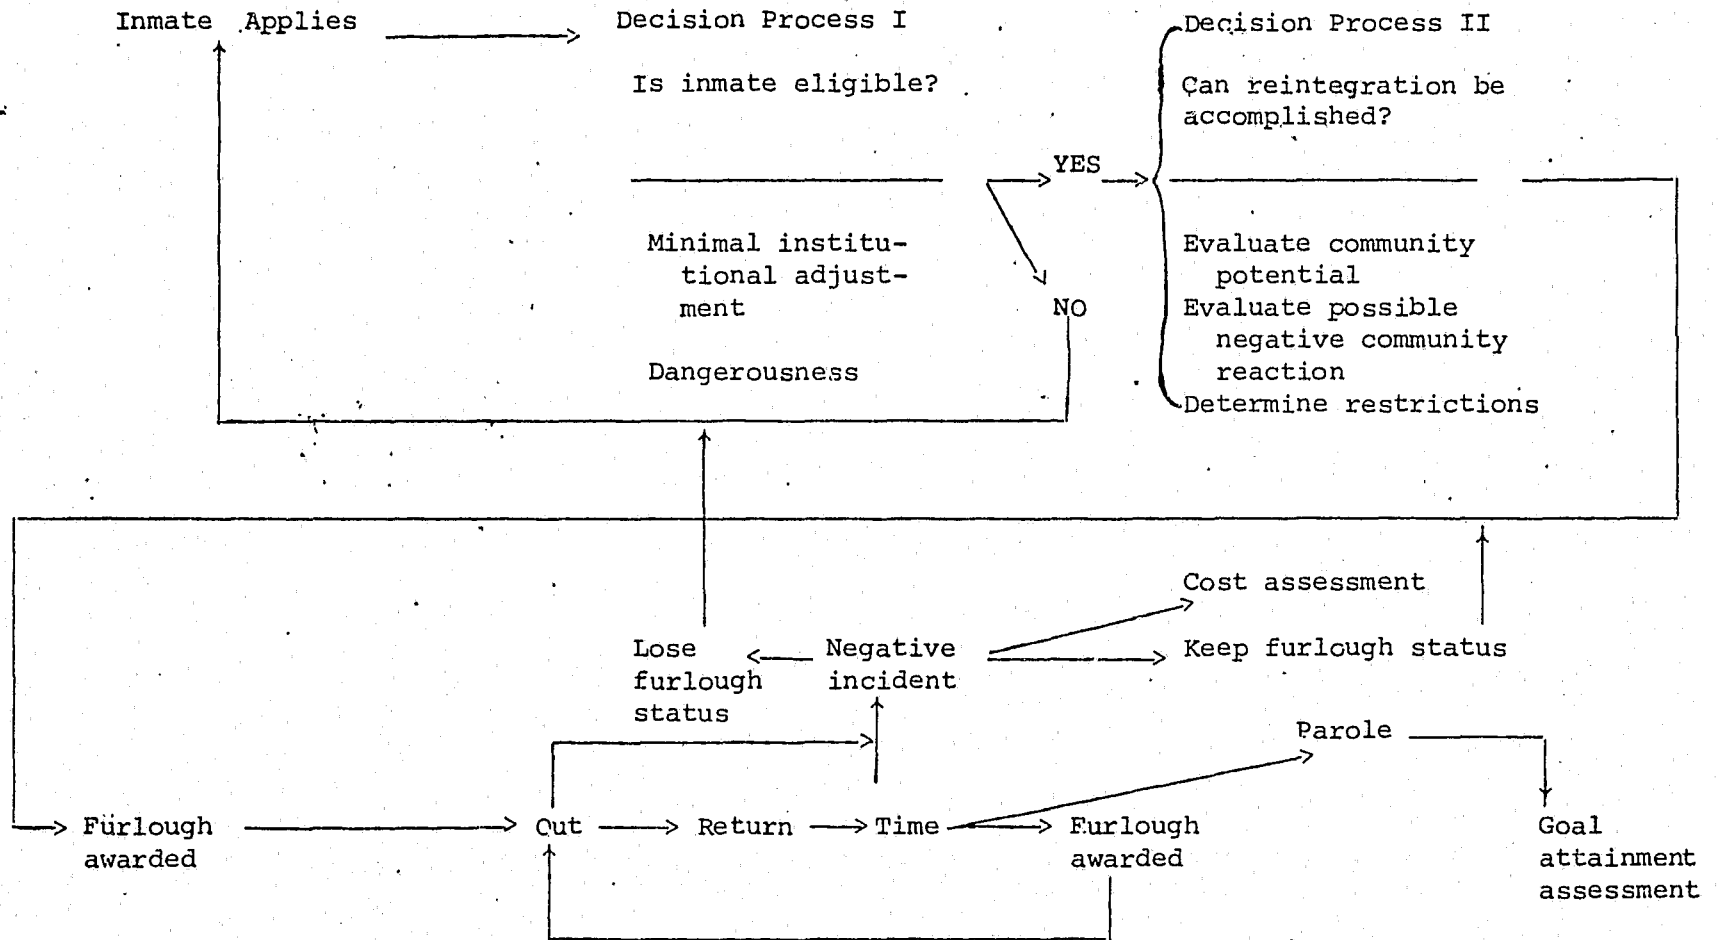 Inmate Applies
Decision Process I
Is inmate eligible?
Minimal institu-
tional adjust-
ment
Dangerousness
YES
NO
Decision Process II
Can reintegration be
accomplished?
Evaluate community
potential
Evaluate possible
negative community
reaction
Determine restrictions
Cost assessment
Keep furlough status
Negative
incident
Lose
furlough
status
Parole
Furlough
awarded
Out
Return
Time
Furlough
awarded
Goal
attainment
assessment